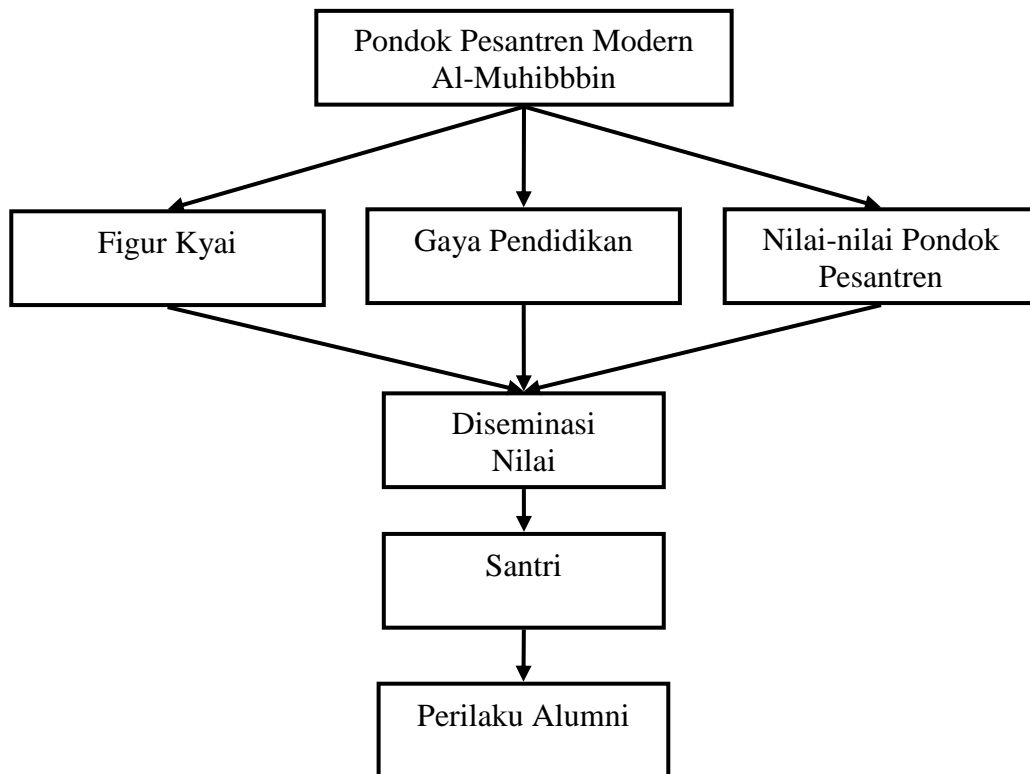 Pondok Pesantren Modern
Al-Muhibbbin
Figur Kyai
Gaya Pendidikan
Nilai-nilai Pondok
Pesantren
Diseminasi
Nilai
Santri
Perilaku Alumni